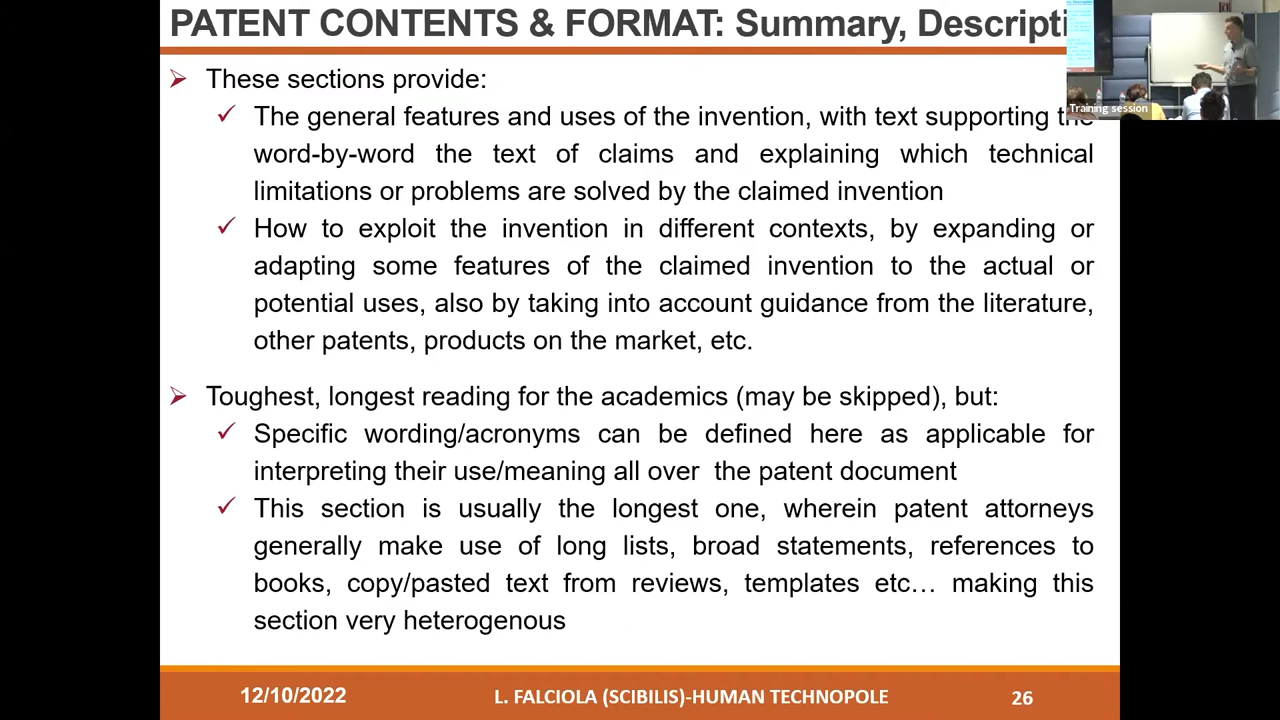 PATENT CONTENTS & FORMAT: Summary, Descripti
Training session
➢ These sections provide:
✓ The general features and uses of the invention, with text supporting the
word-by-word the text of claims and explaining which technical
limitations or problems are solved by the claimed invention
✓ How to exploit the invention in different contexts, by expanding or
adapting some features of the claimed invention to the actual or
potential uses, also by taking into account guidance from the literature,
other patents, products on the market, etc.
➢ Toughest, longest reading for the academics (may be skipped), but:
✓ Specific wording/acronyms can be defined here as applicable for
interpreting their use/meaning all over the patent document
✓ This section is usually the longest one, wherein patent attorneys
generally make use of long lists, broad statements, references to
books, copy/pasted text from reviews, templates etc… making this
section very heterogenous
12/10/2022
L. FALCIOLA (SCIBILIS)-HUMAN TECHNOPOLE
26